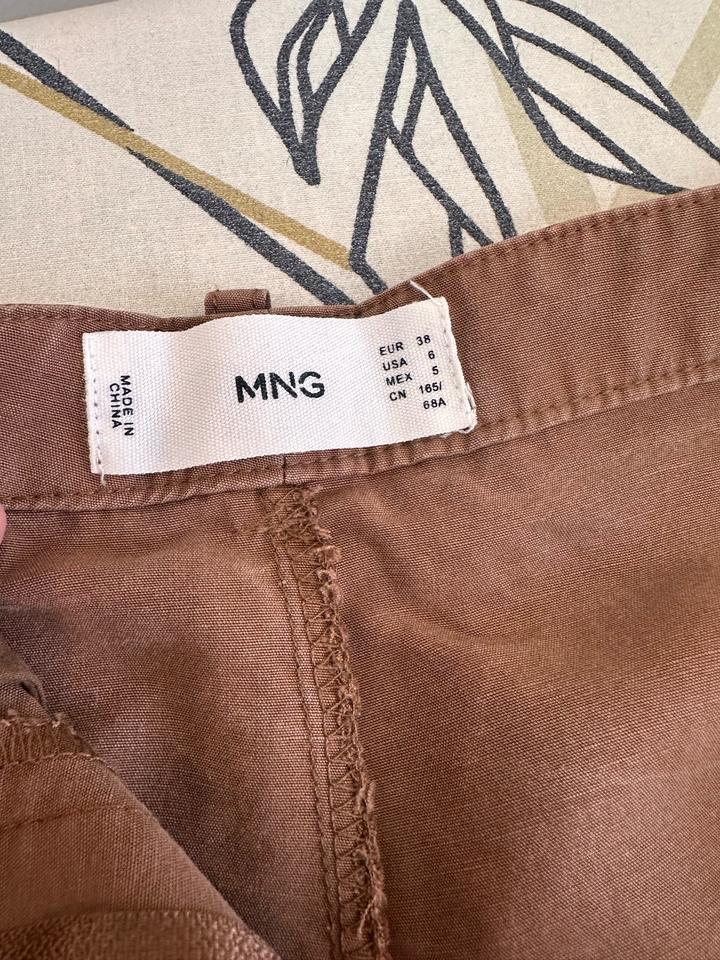 MADE IN
CHINA
MNG
EUR 38
USA 6
MEX 5
CN 165/
68A